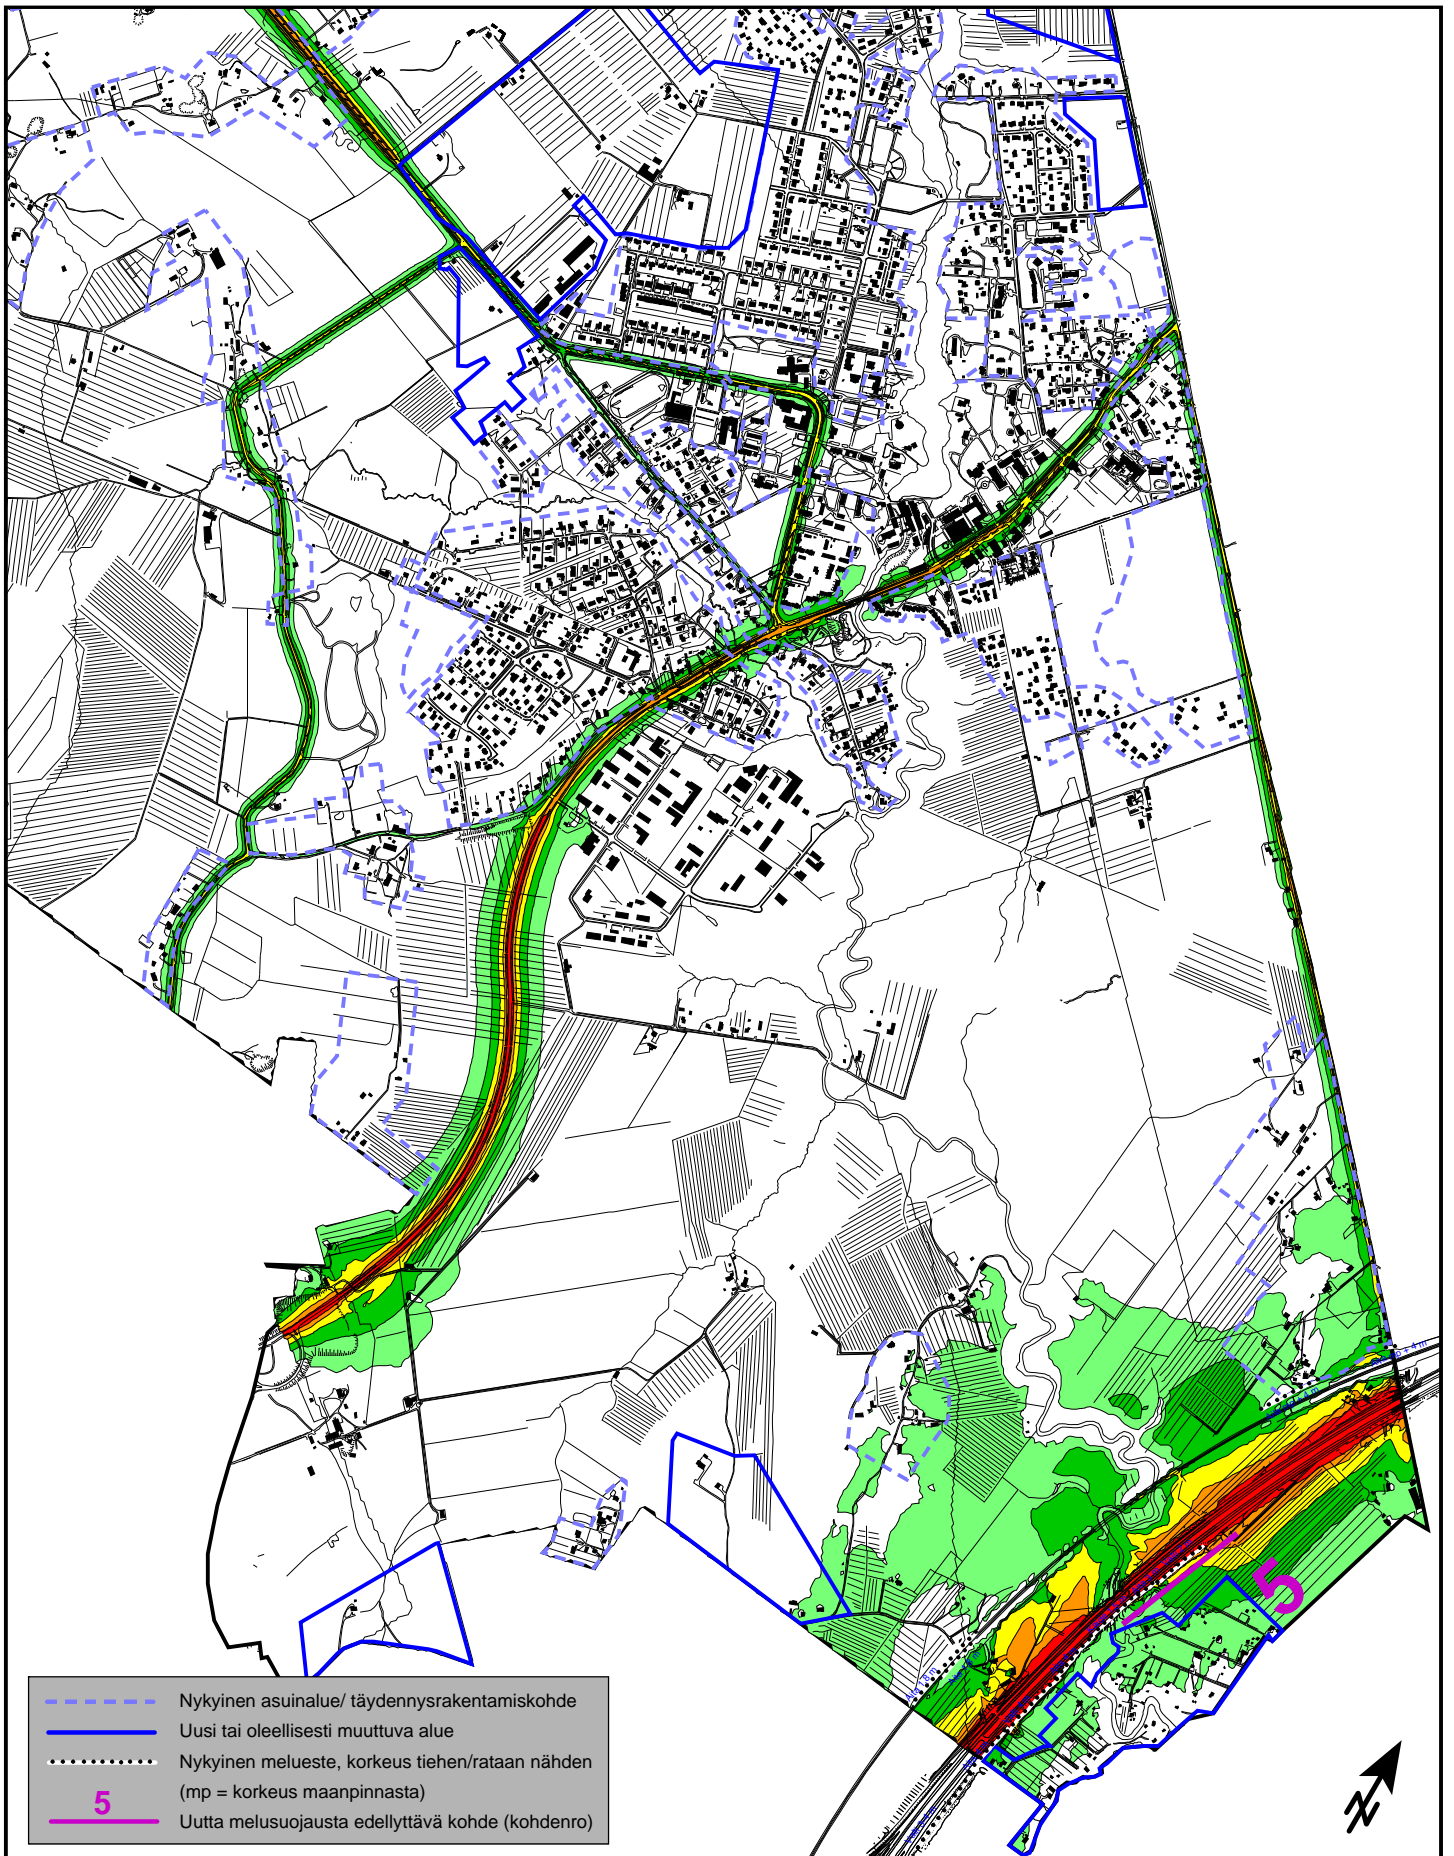 5
Nykyinen asuinalue/ täydennysrakentamiskohde
Uusi tai oleellisesti muuttuva alue
Nykyinen melueste, korkeus tiehen/rataan nähden
(mp = korkeus maanpinnasta)
5
Uutta melusuojausta edellyttävä kohde (kohdenro)
N